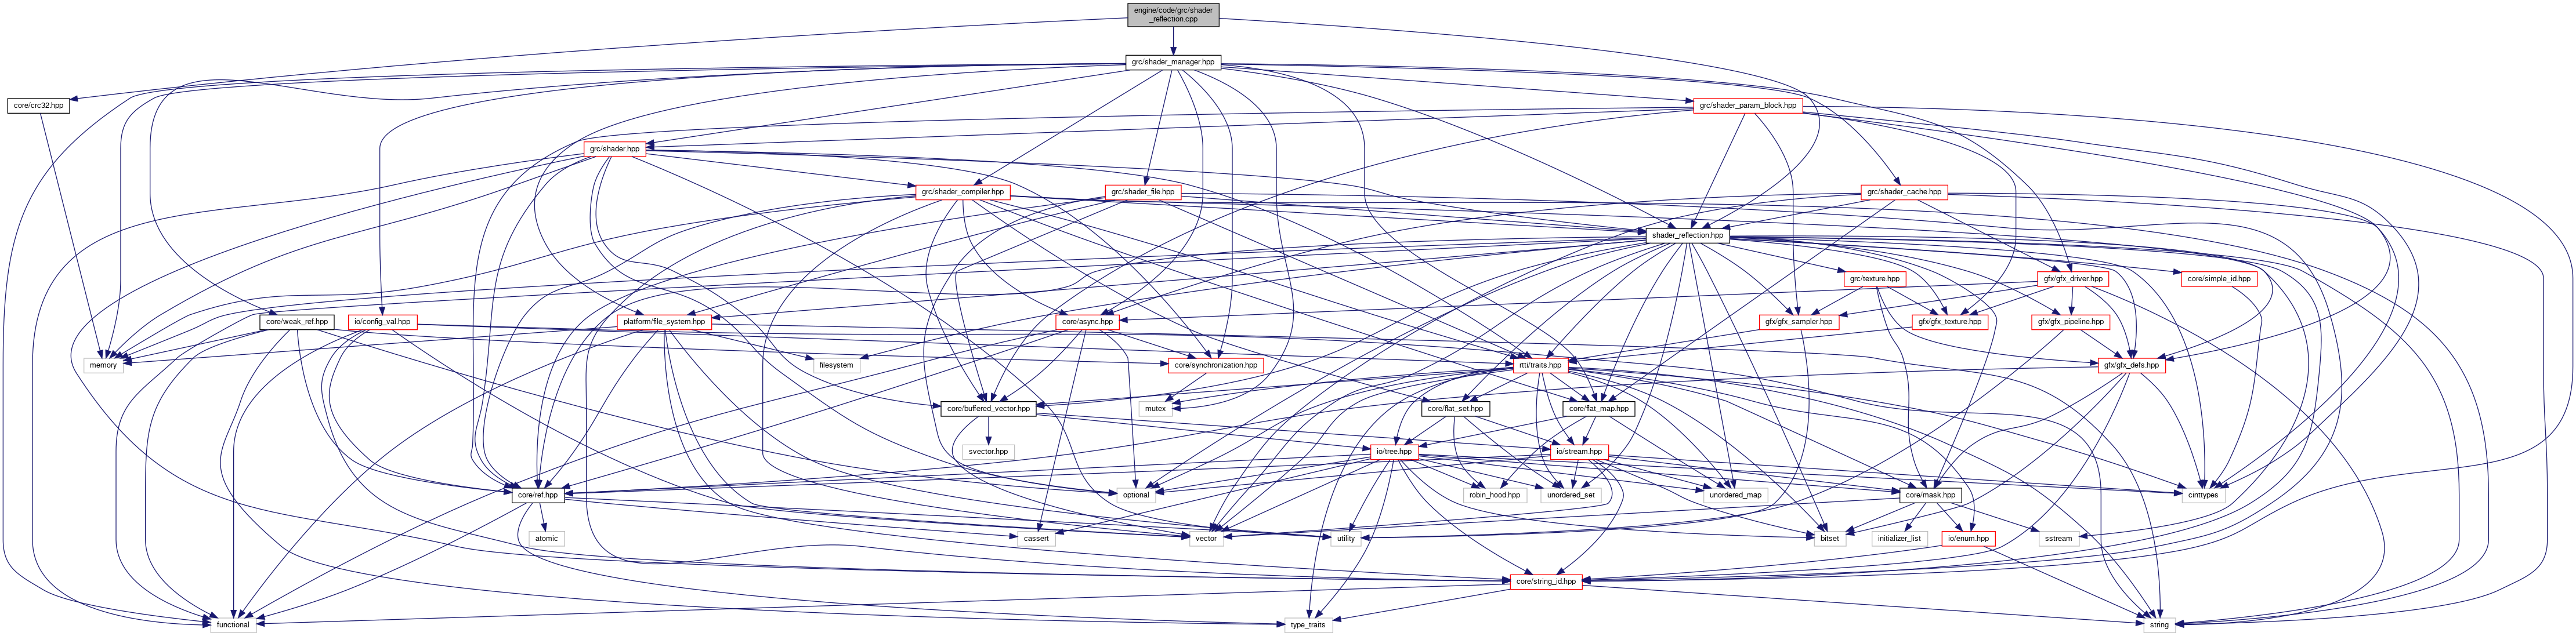 engine/code/grc/shader
_reflection.cpp
grc/shader_manager.hpp
core/crc32.hpp
grc/shader_param_block.hpp
grc/shader.hpp
grc/shader_compiler.hpp
grc/shader_file.hpp
grc/shader_cache.hpp
shader_reflection.hpp
grc/texture.hpp
gfx/gfx_driver.hpp
core/simple_id.hpp
core/weak_ref.hpp
io/config_val.hpp
platform/file_system.hpp
core/async.hpp
gfx/gfx_sampler.hpp
gfx/gfx_texture.hpp
gfx/gfx_pipeline.hpp
memory
filesystem
core/synchronization.hpp
rtti/traits.hpp
gfx/gfx_defs.hpp
core/buffered_vector.hpp
mutex
core/flat_set.hpp
core/flat_map.hpp
svector.hpp
io/tree.hpp
io/stream.hpp
core/ref.hpp
optional
robin_hood.hpp
unordered_set
unordered_map
core/mask.hpp
cinttypes
atomic
cassert
vector
utility
bitset
initializer_list
io/enum.hpp
sstream
core/string_id.hpp
functional
type_traits
string